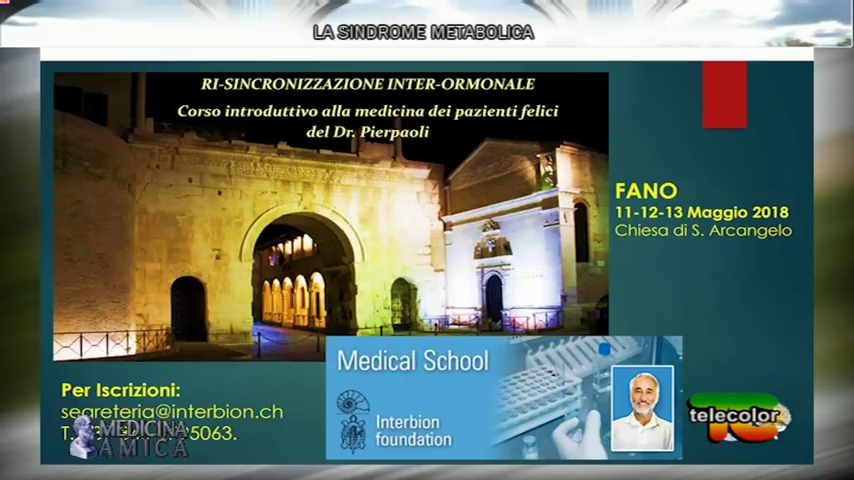 LA SINDROME METABOLICA
RI-SINCRONIZZAZIONE INTER-ORMONALE
Corso introduttivo alla medicina dei pazienti felici
del Dr. Pierpaoli
FANO
11-12-13 Maggio 2018
Chiesa di S. Arcangelo
Medical School
Interbion
foundation
Per Iscrizioni:
segreteria@interbion.ch
T. 5063.
MEDICINA
AMICA
telecolor